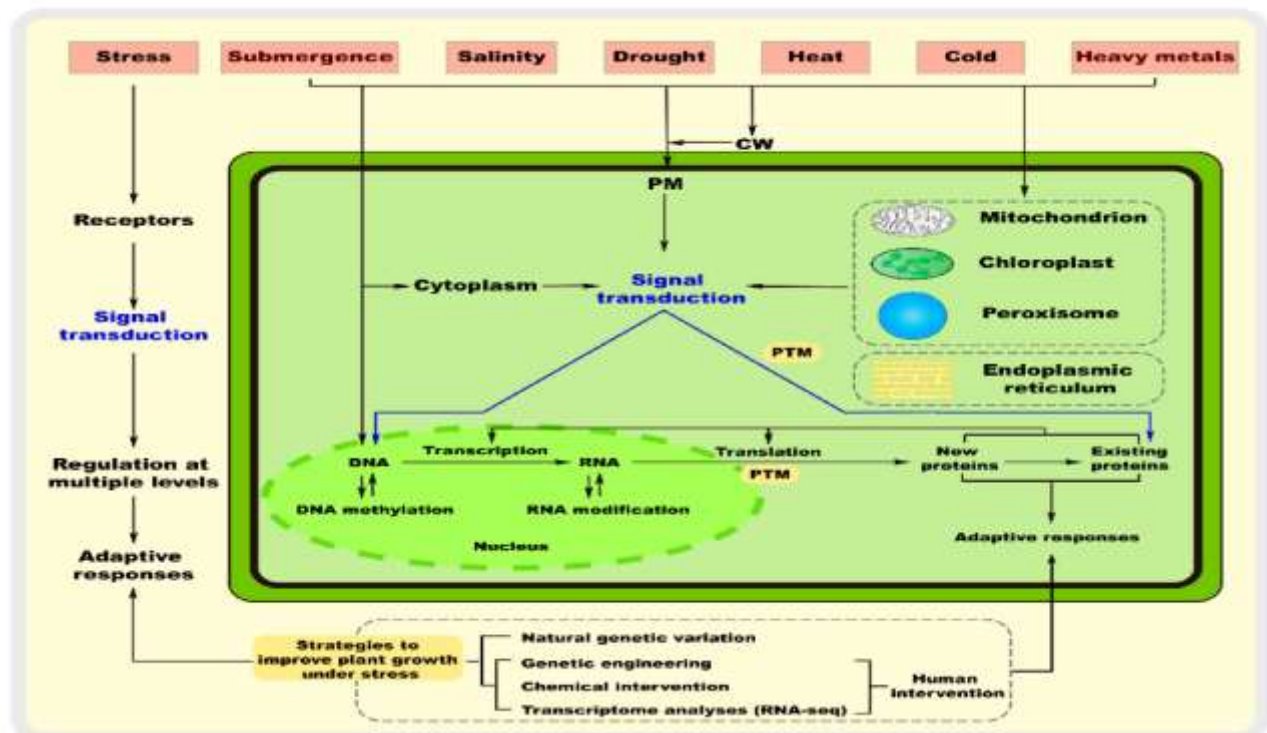 Stress
Submergence
Salinity
Drought
Heat
Cold
Heavy metals
CW
PM
Receptors
Mitochondrion
Chloroplast
Peroxisome
Cytoplasm
Signal
transduction
Signal
transduction
PTM
Endoplasmic
reticulum
Regulation at
multiple levels
DNA
Transcription
RNA
Translation
PTM
New
proteins
Existing
proteins
DNA methylation
RNA modification
Nucleus
Adaptive responses
Adaptive
responses
Strategies to
improve plant growth
under stress
Natural genetic variation
Genetic engineering
Chemical intervention
Transcriptome analyses (RNA-seq)
Human
intervention